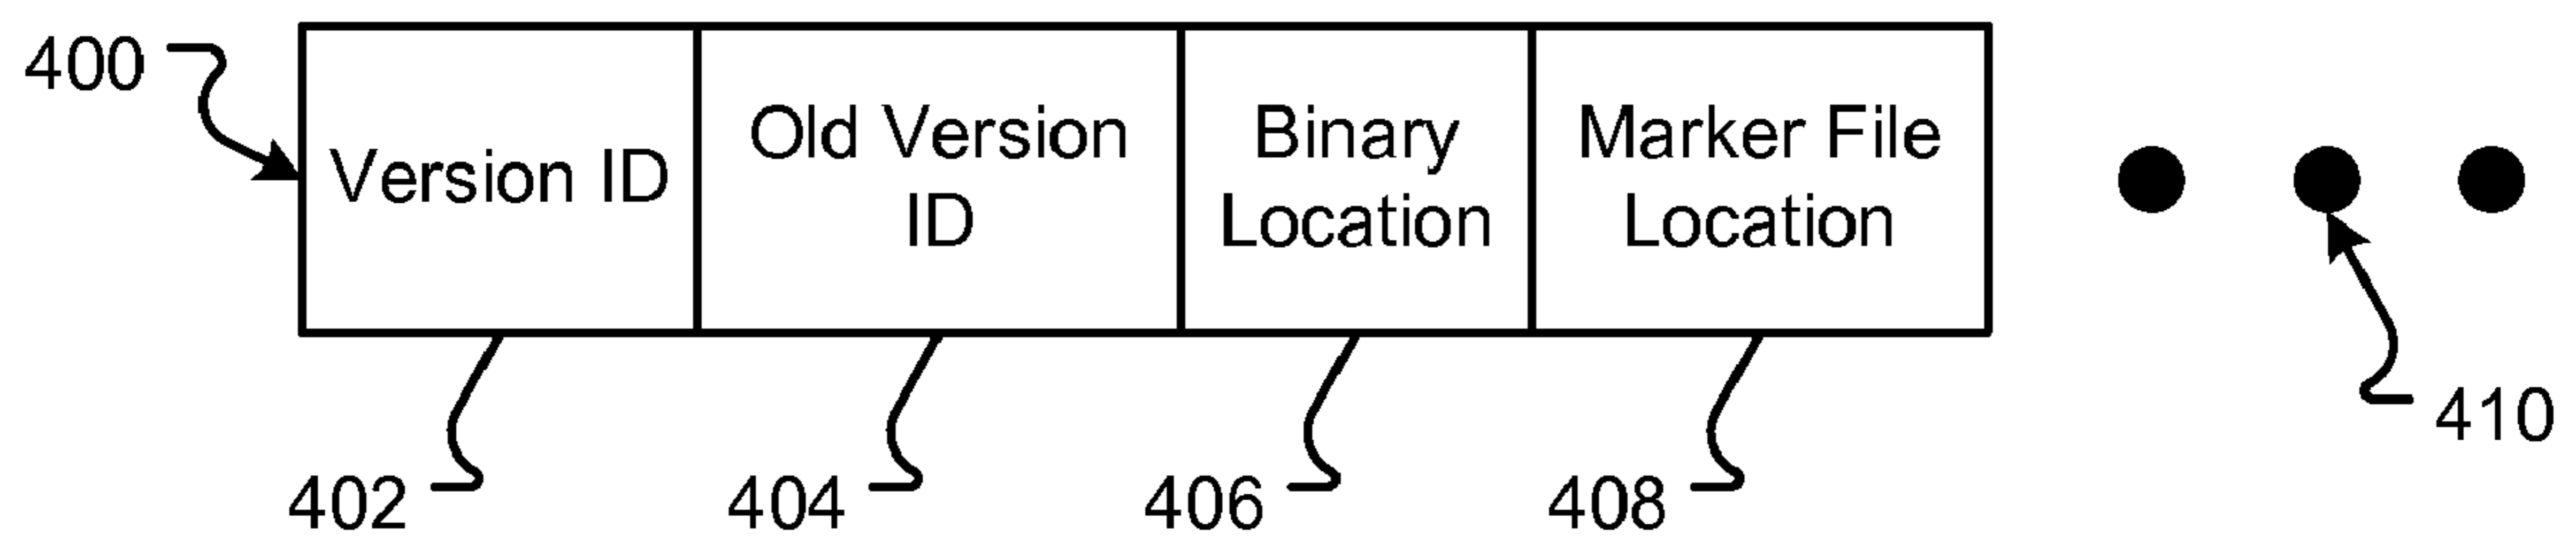 400
Version ID
Old Version
ID
Binary
Location
Marker File
Location
402
404
406
408
410